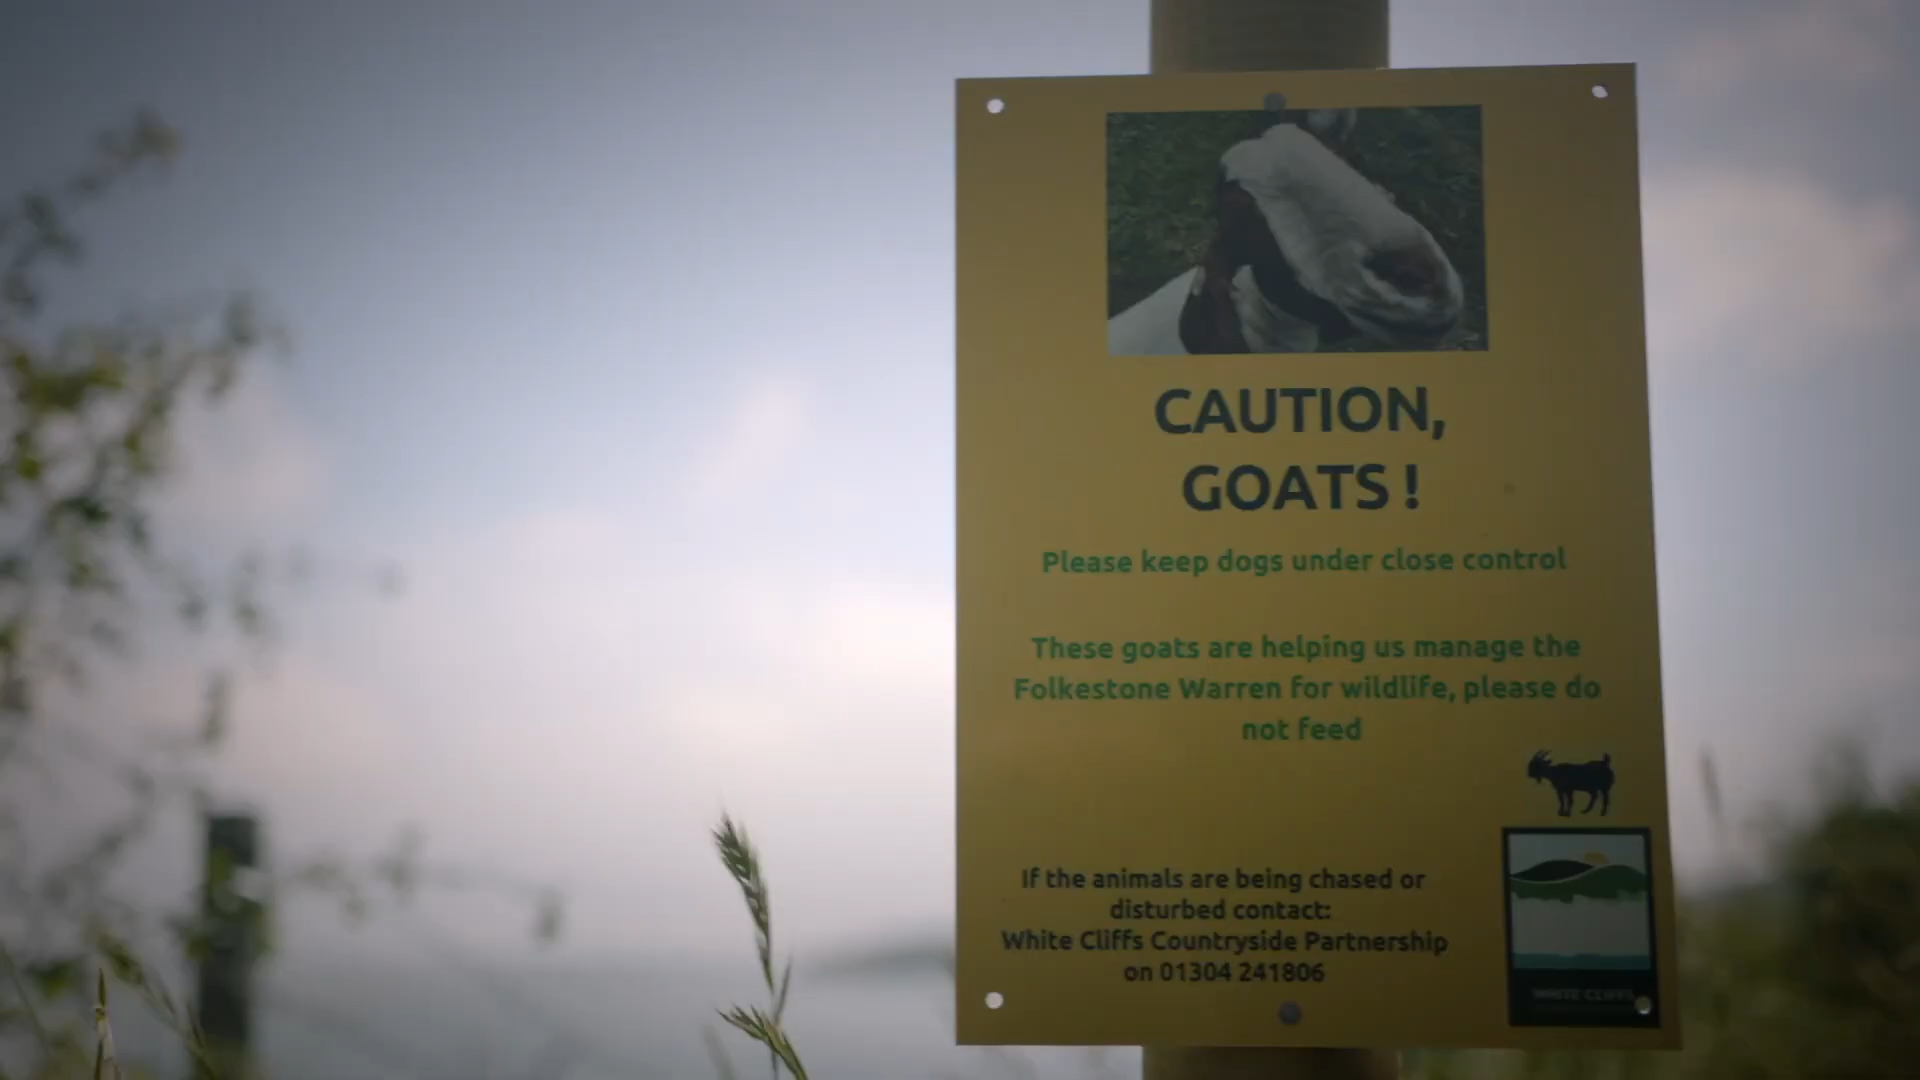 CAUTION,
GOATS !
Please keep dogs under close control
These goats are helping us manage the
Folkestone Warren for wildlife, please do
not feed
If the animals are being chased or
disturbed contact:
White Cliffs Countryside Partnership
on 01304 241806
WHITE CLIFFS